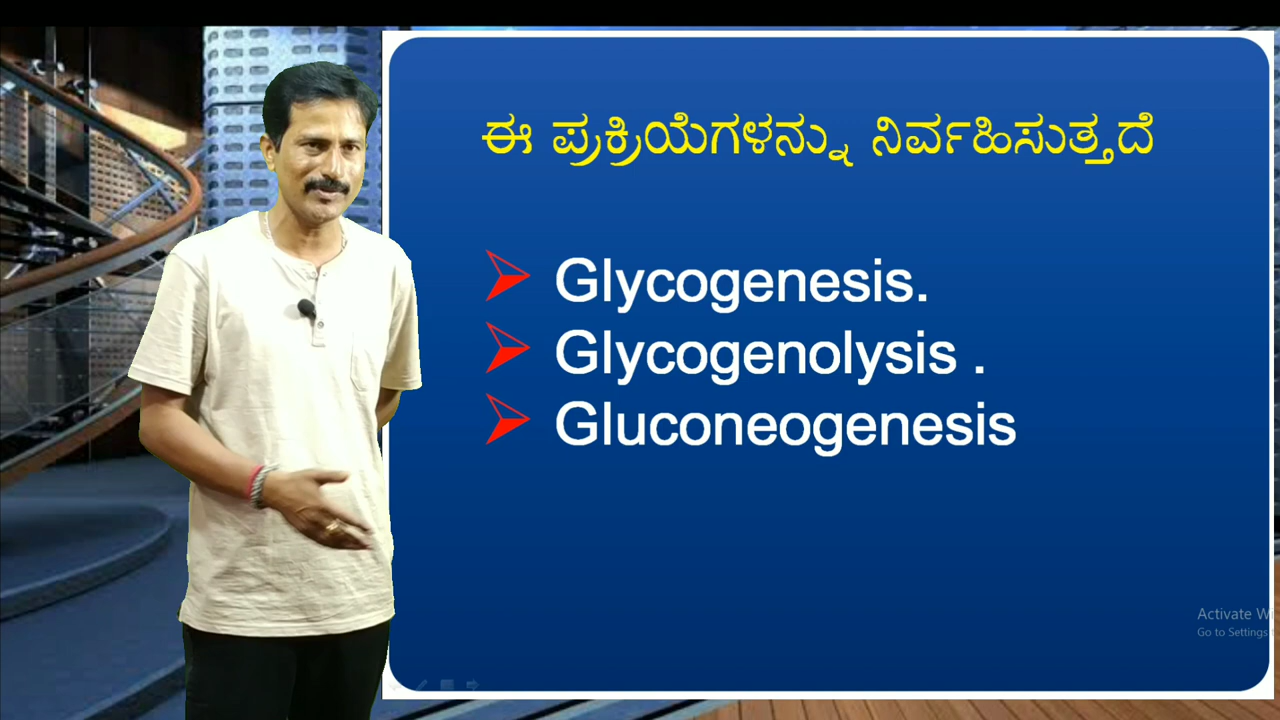 ಈ ಪ್ರಕ್ರಿಯೆಗಳನ್ನು ನಿರ್ವಹಿಸುತ್ತದೆ
Glycogenesis.
Glycogenolysis .
Gluconeogenesis
Activate
Go to Settings